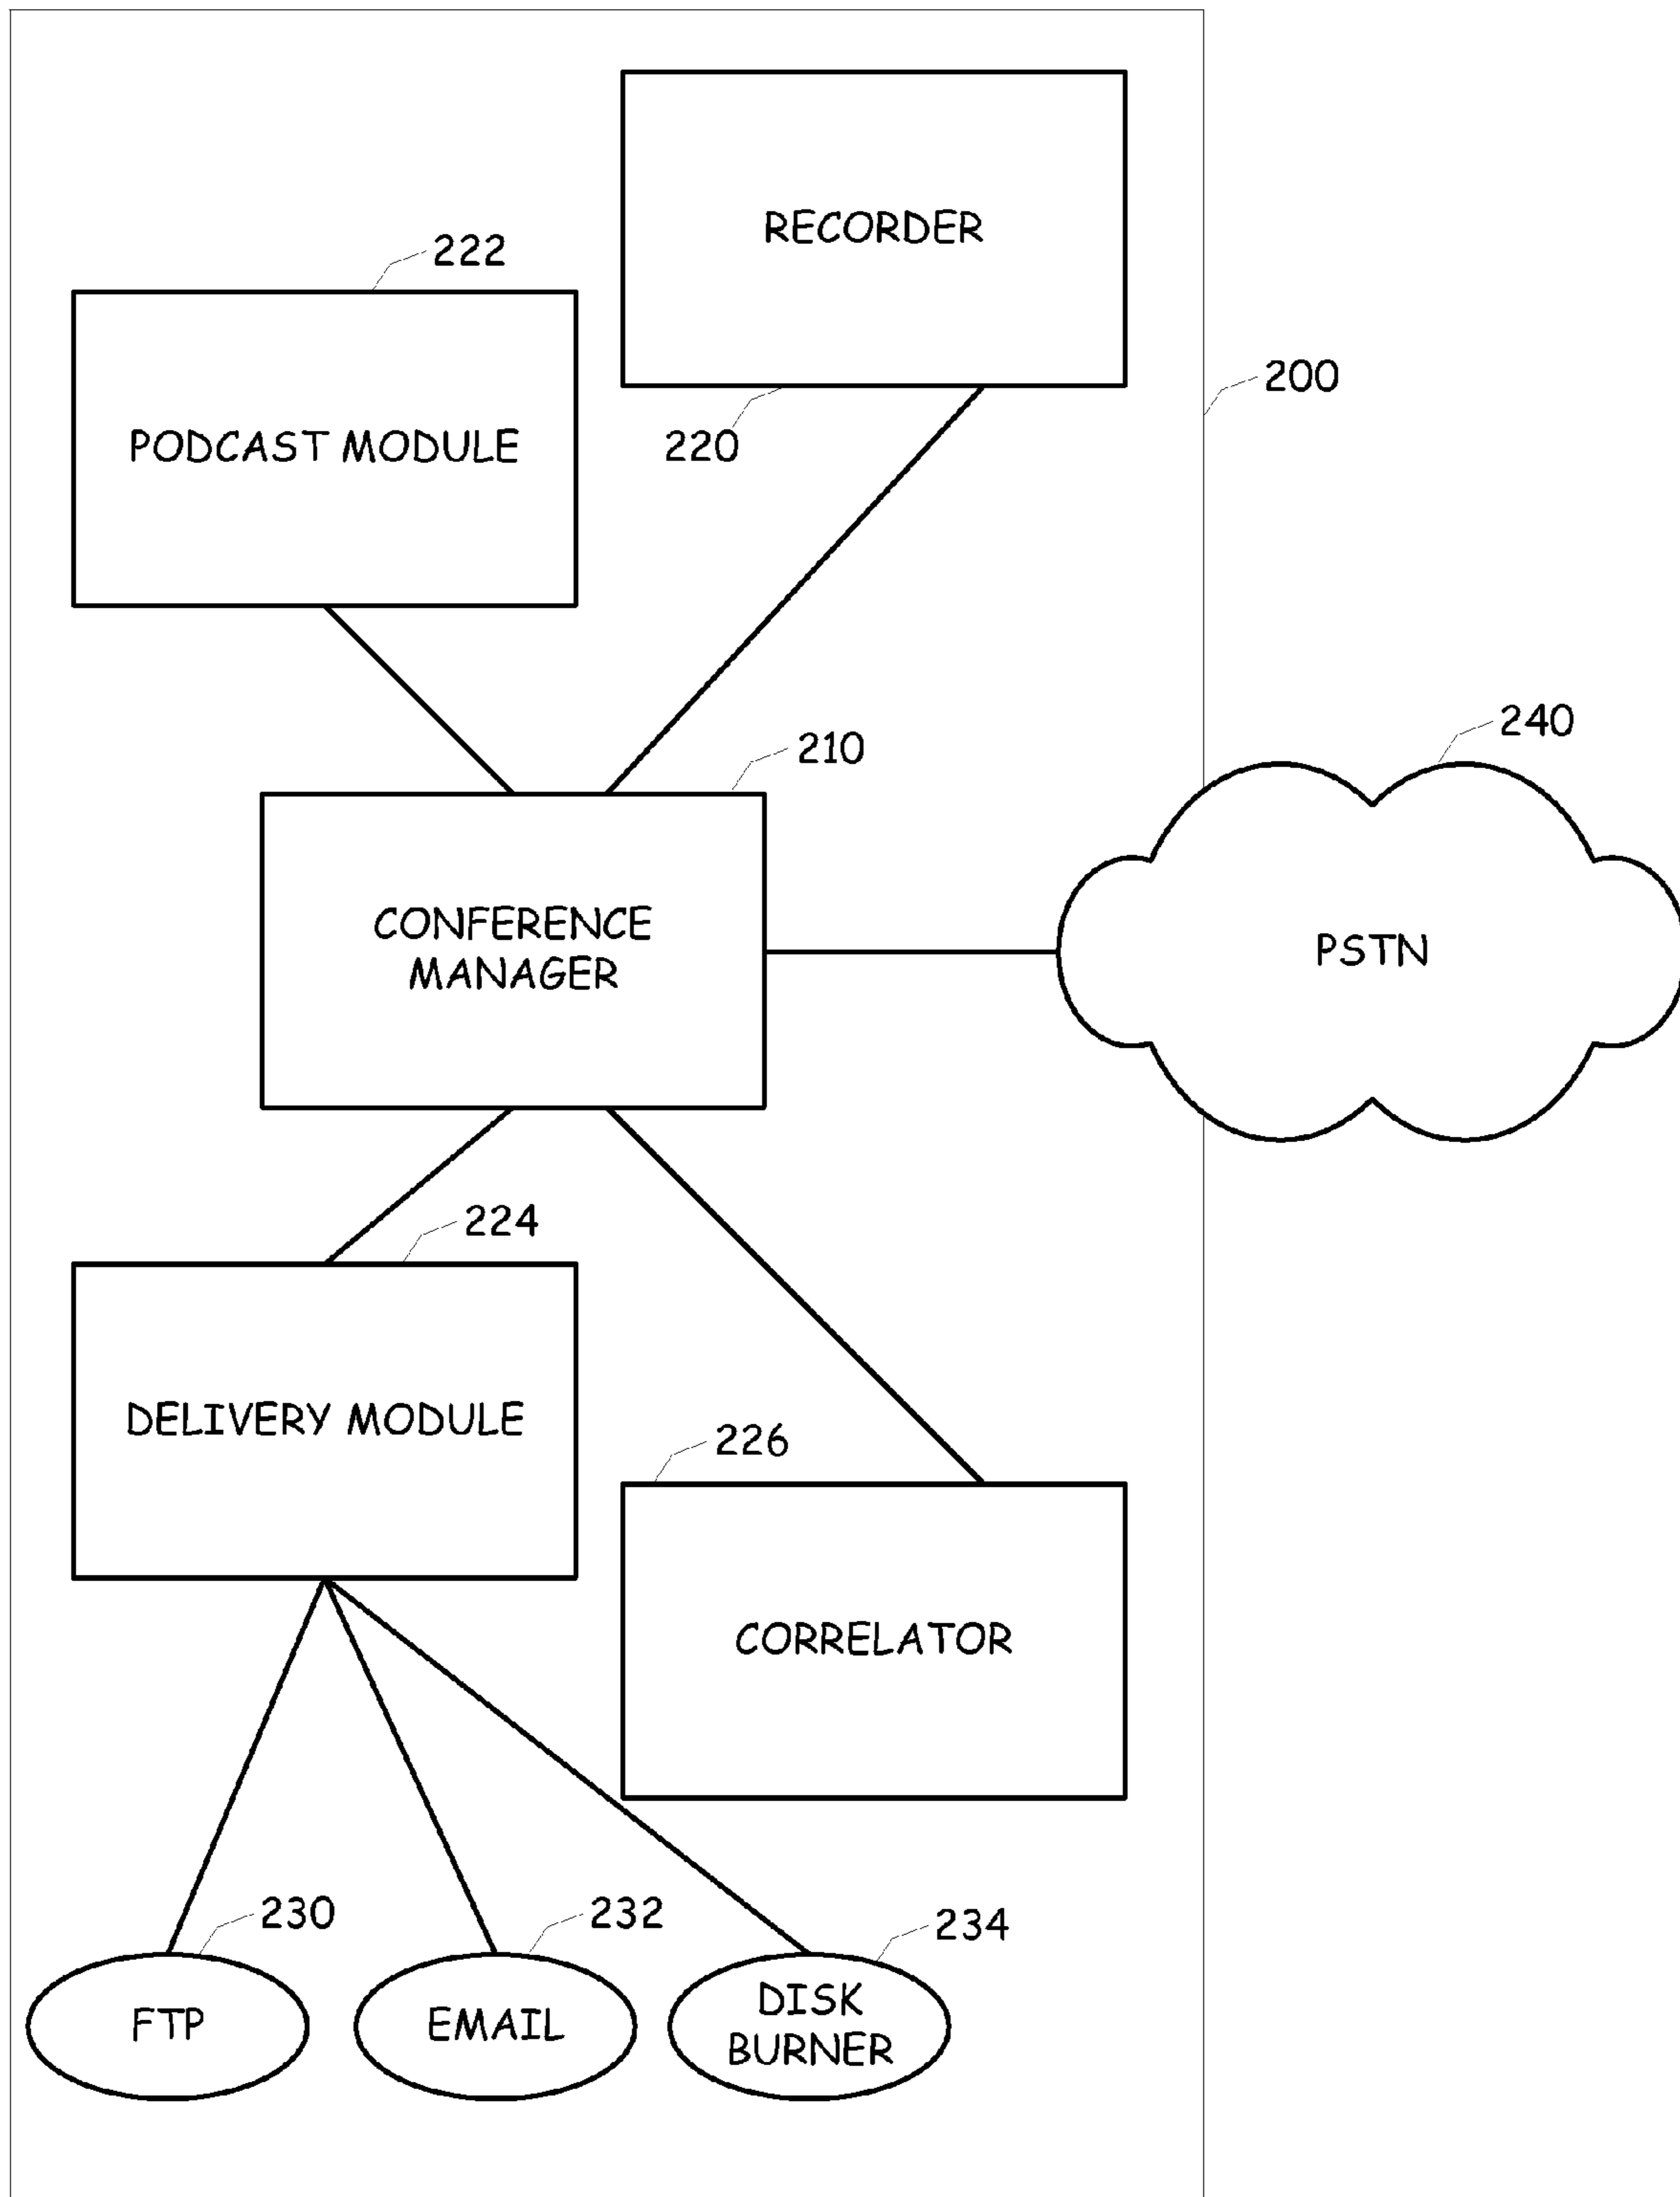 RECORDER
222
200
PODCAST MODULE
220
240
210
CONFERENCE
MANAGER
PSTN
224
DELIVERY MODULE
226
CORRELATOR
230
232
234
FTP
EMAIL
DISK
BURNER